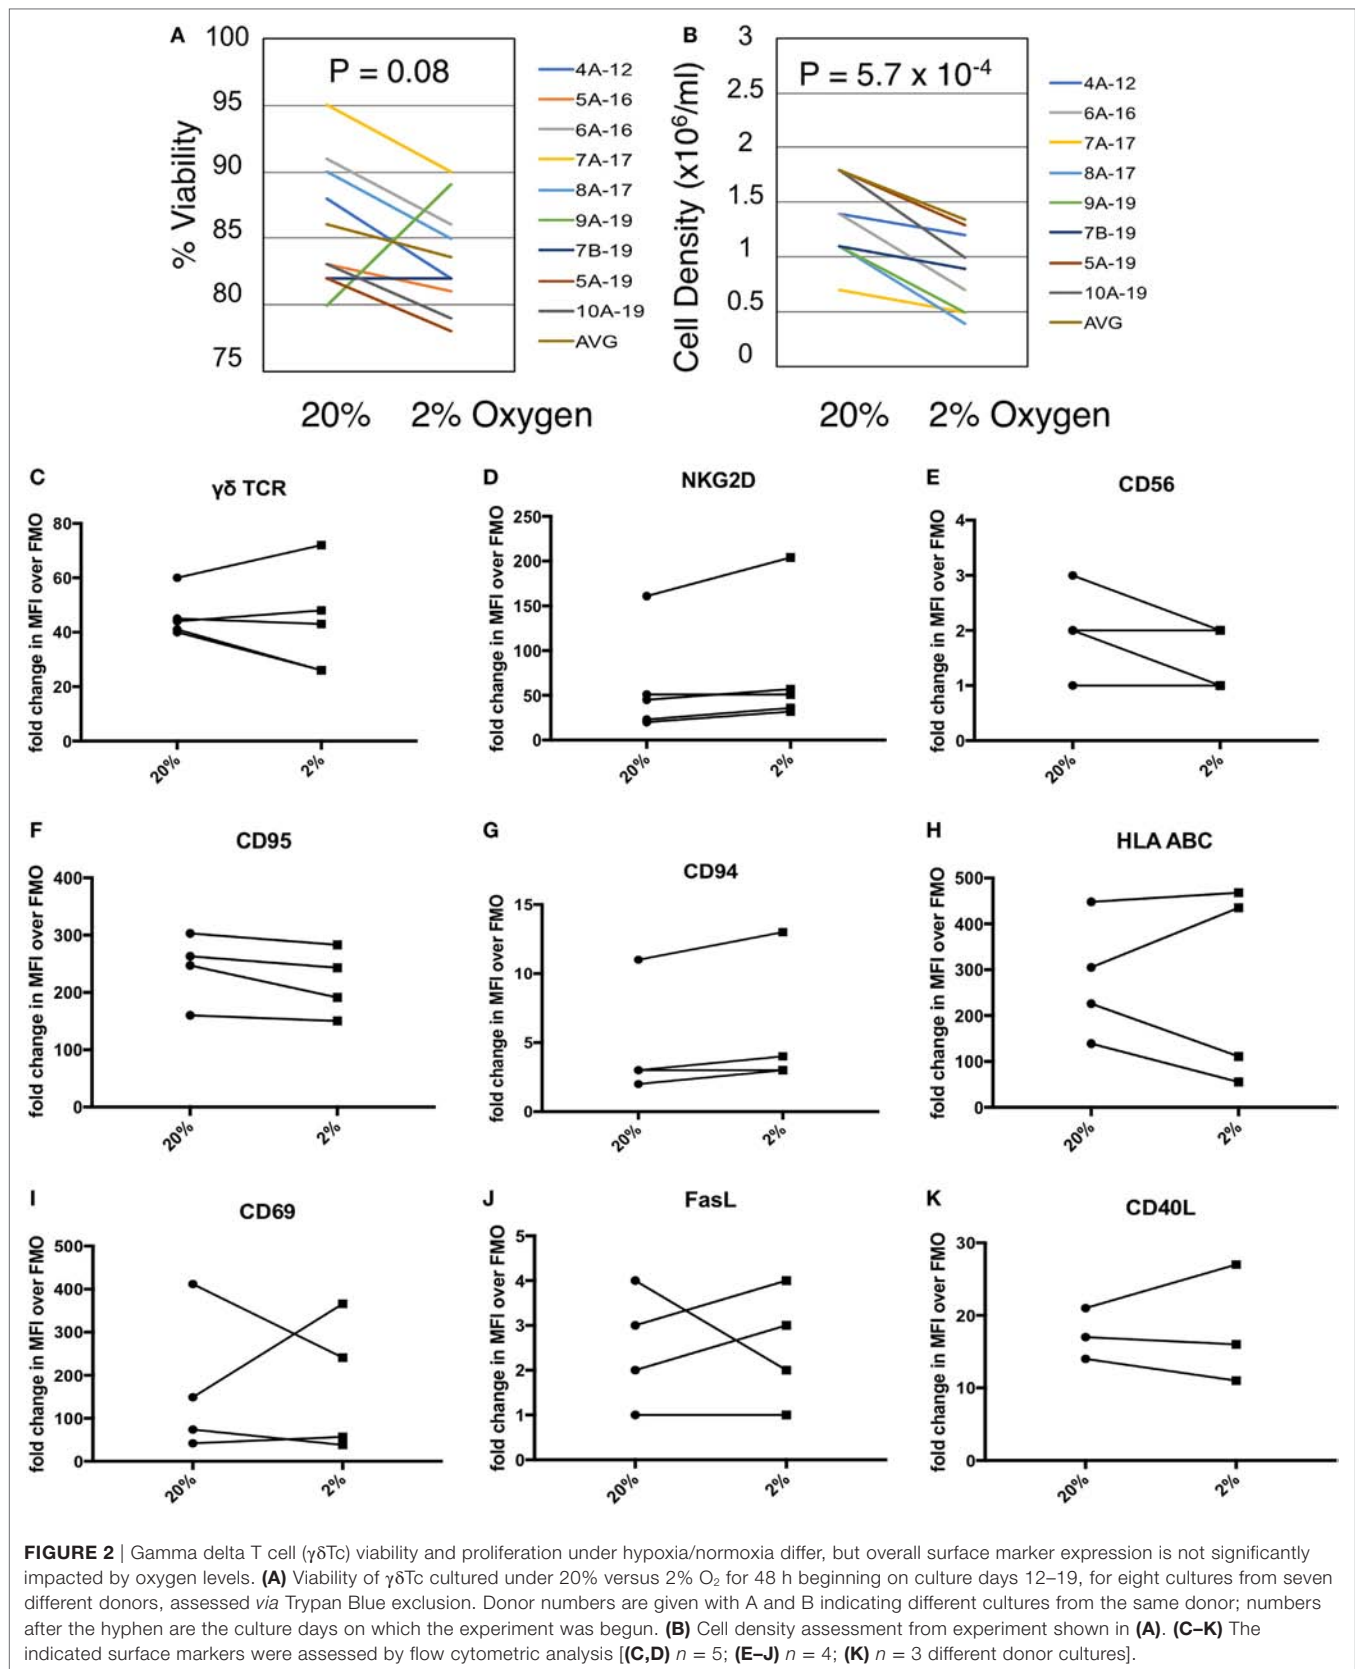 A
100
95
90
85
80
75
% Viability
P = 0.08
4A-12
5A-16
6A-16
7A-17
8A-17
9A-19
7B-19
5A-19
10A-19
AVG
20% 2% Oxygen
B
3
2.5
2
1.5
1
0.5
0
Cell Density (x10⁶/ml)
P = 5.7 x 10⁻⁴
4A-12
6A-16
7A-17
8A-17
9A-19
7B-19
5A-19
10A-19
AVG
20% 2% Oxygen
C
γδ TCR
fold change in MFI over FMO
80
60
40
20
0
20% 2%
D
NKG2D
fold change in MFI over FMO
250
200
150
100
50
0
20% 2%
E
CD56
fold change in MFI over FMO
4
3
2
1
0
20% 2%
F
CD95
fold change in MFI over FMO
400
300
200
100
0
20% 2%
G
CD94
fold change in MFI over FMO
15
10
5
0
20% 2%
H
HLA ABC
fold change in MFI over FMO
500
400
300
200
100
0
20% 2%
I
CD69
fold change in MFI over FMO
500
400
300
200
100
0
20% 2%
J
FasL
fold change in MFI over FMO
5
4
3
2
1
0
20% 2%
K
CD40L
fold change in MFI over FMO
30
20
10
0
20% 2%
FIGURE 2 | Gamma delta T cell (γδTc) viability and proliferation under hypoxia/normoxia differ, but overall surface marker expression is not significantly
impacted by oxygen levels. (A) Viability of γδTc cultured under 20% versus 2% O₂ for 48 h beginning on culture days 12–19, for eight cultures from seven
different donors, assessed via Trypan Blue exclusion. Donor numbers are given with A and B indicating different cultures from the same donor; numbers
after the hyphen are the culture days on which the experiment was begun. (B) Cell density assessment from experiment shown in (A). (C–K) The
indicated surface markers were assessed by flow cytometric analysis [(C,D) n = 5; (E–J) n = 4; (K) n = 3 different donor cultures].